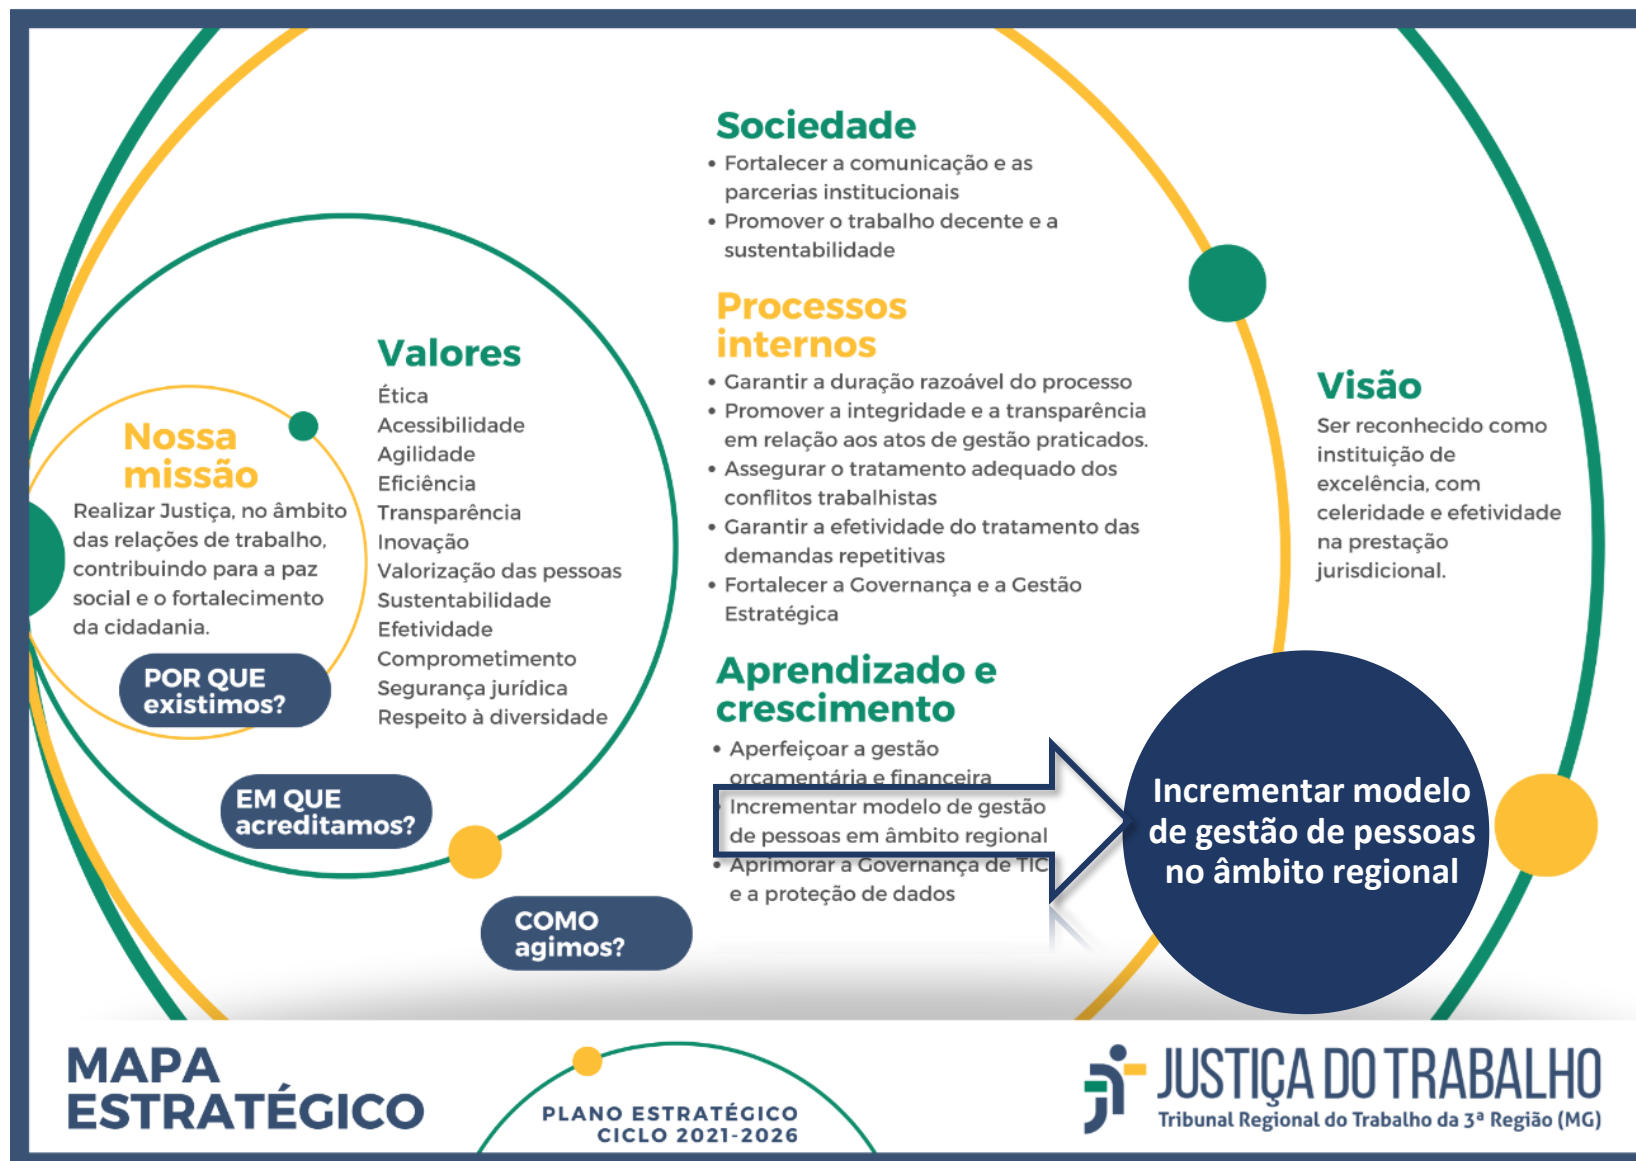 Nossa
missão
Realizar Justiça, no âmbito
das relações de trabalho,
contribuindo para a paz
social e o fortalecimento
da cidadania.
POR QUE
existimos?
Valores
Ética
Acessibilidade
Agilidade
Eficiência
Transparência
Inovação
Valorização das pessoas
Sustentabilidade
Efetividade
Comprometimento
Segurança jurídica
Respeito à diversidade
EM QUE
acreditamos?
Sociedade
• Fortalecer a comunicação e as
parcerias institucionais
• Promover o trabalho decente e a
sustentabilidade
Processos
internos
• Garantir a duração razoável do processo
• Promover a integridade e a transparência
em relação aos atos de gestão praticados.
• Assegurar o tratamento adequado dos
conflitos trabalhistas
• Garantir a efetividade do tratamento das
demandas repetitivas
• Fortalecer a Governança e a Gestão
Estratégica
Aprendizado e
crescimento
• Aperfeiçoar a gestão
orçamentária e financeira
• Incrementar modelo de gestão
de pessoas em âmbito regional
• Aprimorar a Governança de TIC
e a proteção de dados
COMO
agimos?
Visão
Ser reconhecido como
instituição de
excelência, com
celeridade e efetividade
na prestação
jurisdicional.
Incrementar modelo
de gestão de pessoas
no âmbito regional
MAPA
ESTRATÉGICO
PLANO ESTRATÉGICO
CICLO 2021-2026
JUSTIÇA DO TRABALHO
Tribunal Regional do Trabalho da 3ª Região (MG)